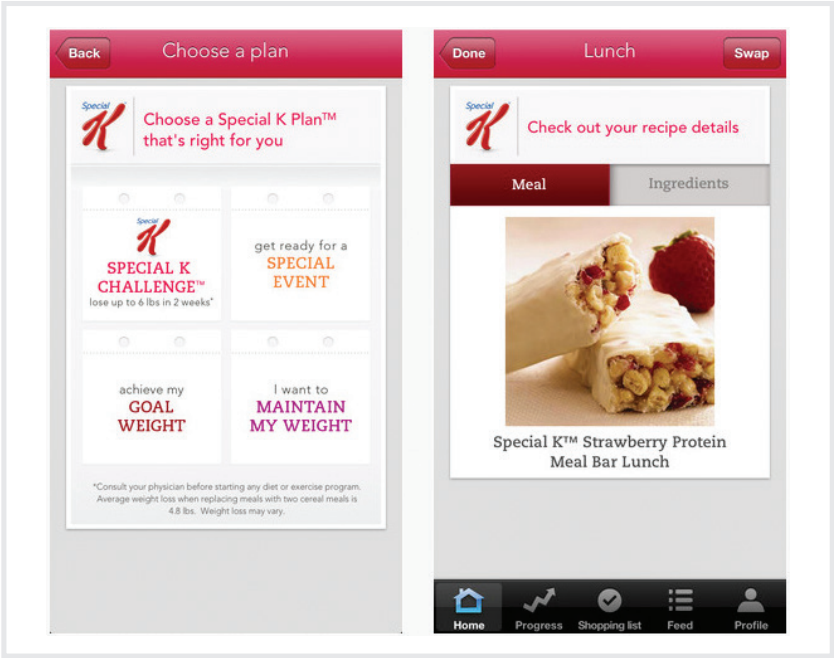 Back
Choose a plan
Special
K
Choose a Special K Plan™
that's right for you
Special
K
SPECIAL K
CHALLENGE™
lose up to 6 lbs in 2 weeks*
get ready for a
SPECIAL
EVENT
achieve my
GOAL
WEIGHT
I want to
MAINTAIN
MY WEIGHT
*Consult your physician before starting any diet or exercise program.
Average weight loss when replacing meals with two cereal meals is
4.8 lbs. Weight loss may vary.
Done
Lunch
Swap
Special
K
Check out your recipe details
Meal
Ingredients
Special K™ Strawberry Protein
Meal Bar Lunch
Home
Progress
Shopping list
Feed
Profile